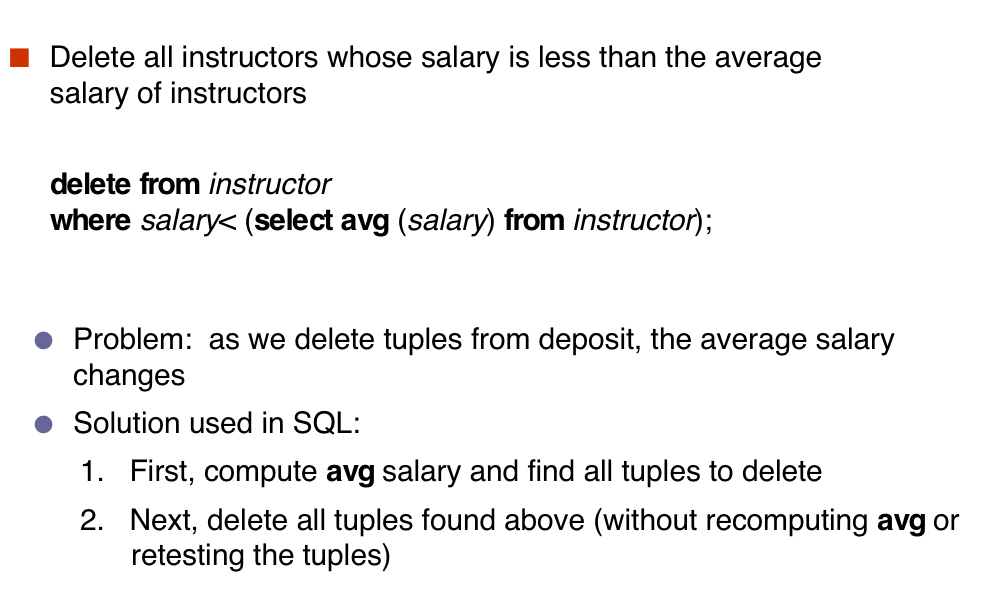 Delete all instructors whose salary is less than the average
salary of instructors
delete from instructor
where salary< (select avg (salary) from instructor);
Problem:  as we delete tuples from deposit, the average salary
changes
Solution used in SQL:
1. First, compute avg salary and find all tuples to delete
2. Next, delete all tuples found above (without recomputing avg or
retesting the tuples)